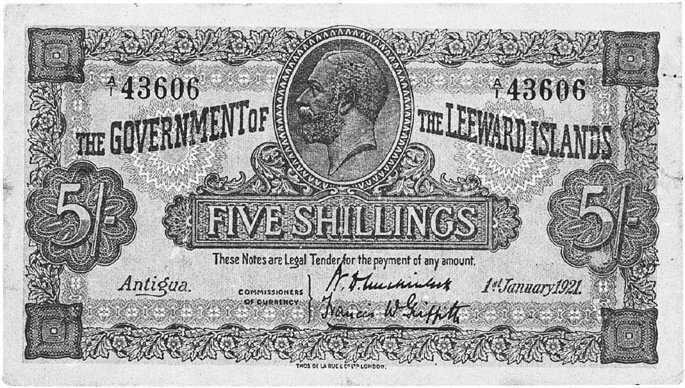 A/1 43606 A/1 43606
THE GOVERNMENT OF THE LEEWARD ISLANDS
5/- FIVE SHILLINGS 5/-
These Notes are Legal Tender for the payment of any amount.
Antigua. COMMISSIONERS OF CURRENCY 1st January 1921.
Francis W Griffith
THOS DE LA RUE & Co LTD LONDON.